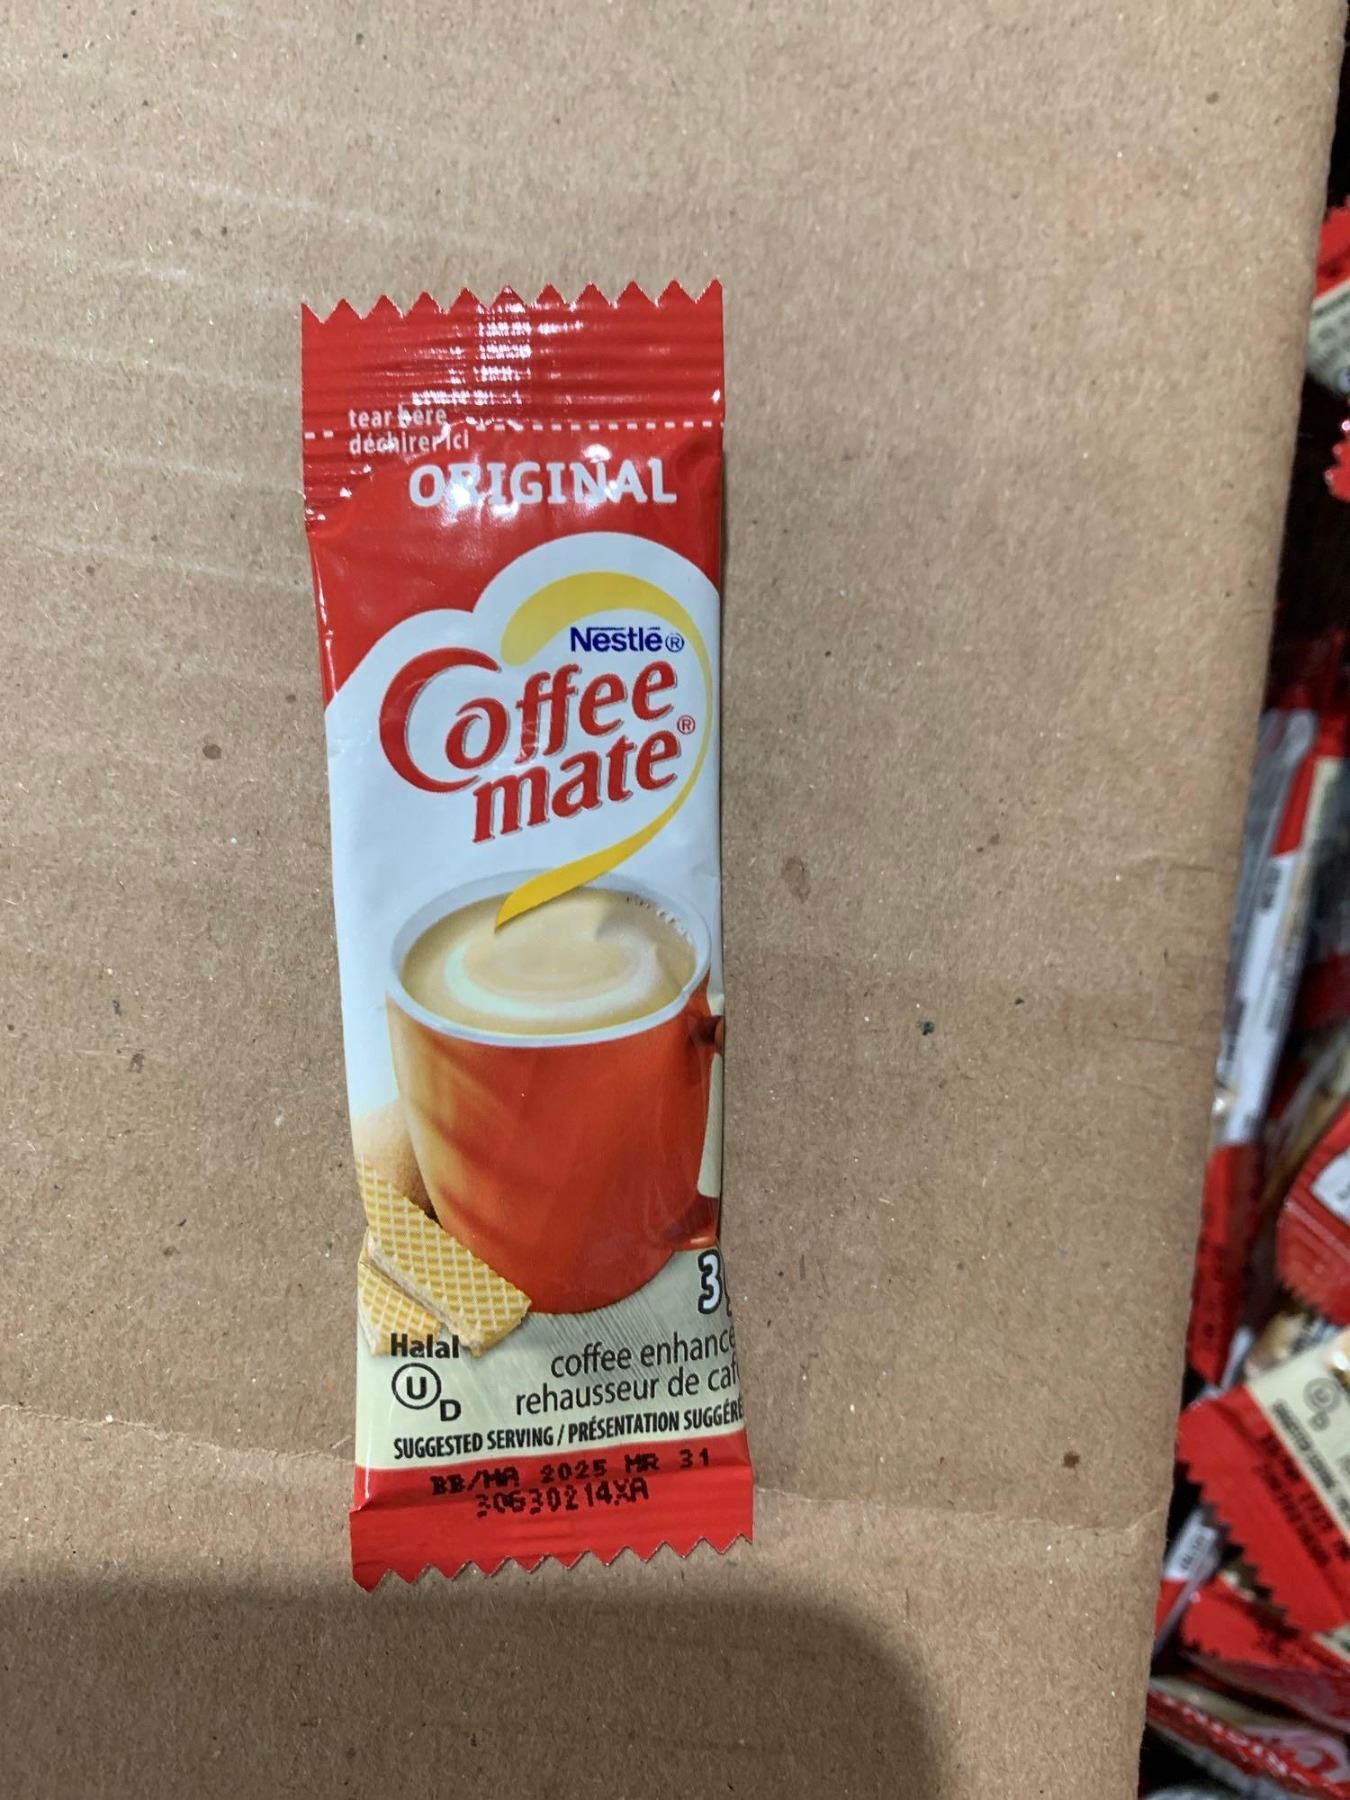 tear here
déchirer ici
ORIGINAL
Nestlé®
Coffee
mate®
3
Halal
U
D
coffee enhance
rehausseur de caf
SUGGESTED SERVING / PRÉSENTATION SUGGÉRÉ
BB/MA 2025 MR 31
30630214XA